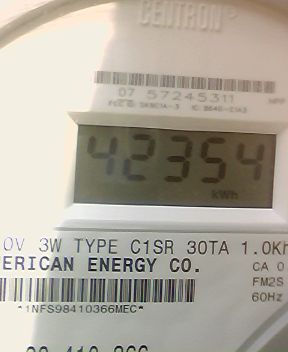 CENTRON
07 57245311
42354
kWh
0V 3W TYPE C1SR 30TA 1.0Kh
ERICAN ENERGY CO.
CA 0
FM2S
60Hz
*1NFS98410366MEC*